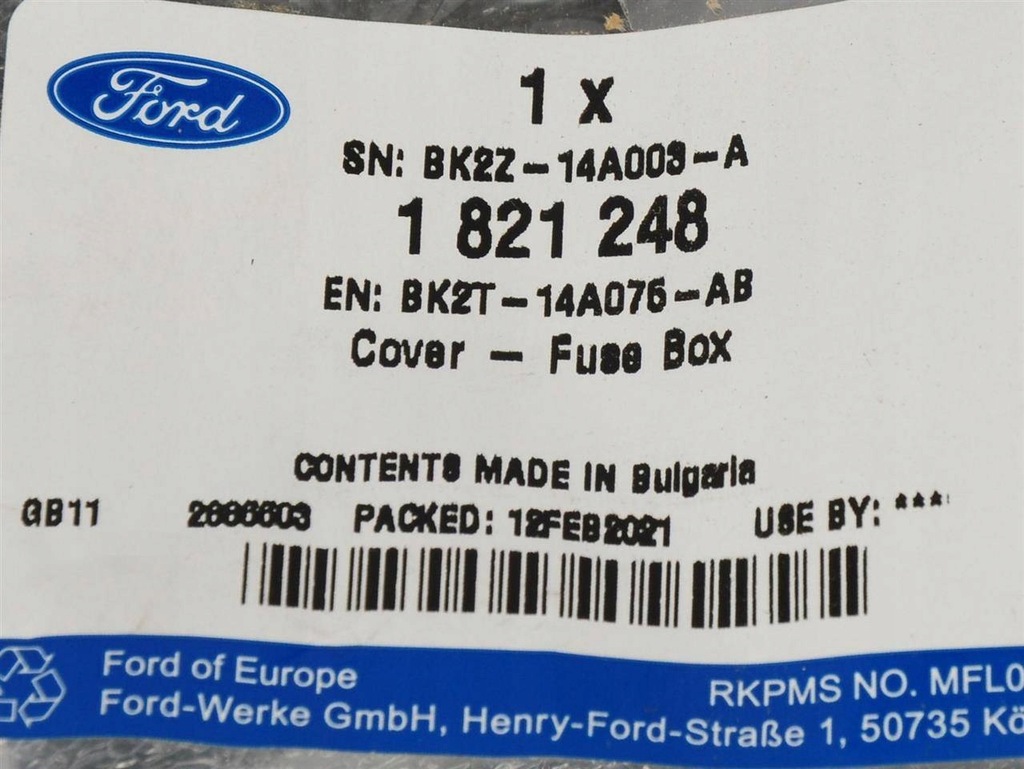 Ford
1 x
SN: BK2Z-14A003-A
1 821 248
EN: BK2T-14A075-AB
Cover - Fuse Box
CONTENTS MADE IN Bulgaria
GB11 PACKED: 12FEB2021 USE BY: ***
Ford of Europe RKPMS NO. MFL0
Ford-Werke GmbH, Henry-Ford-Straße 1, 50735 Kö